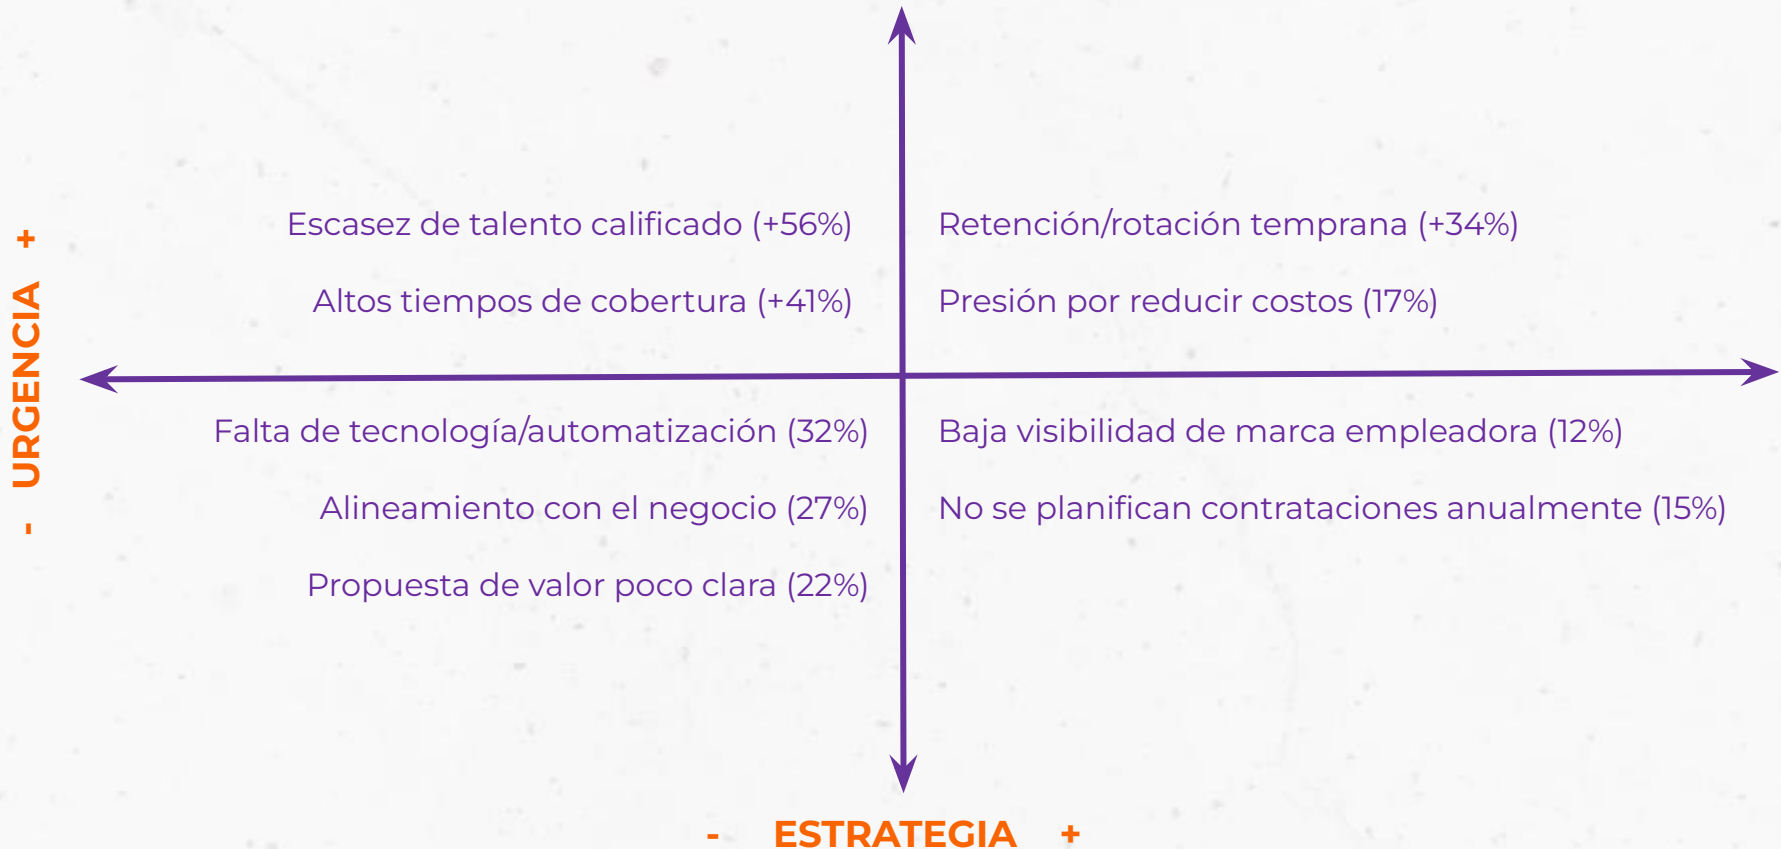 Escasez de talento calificado (+56%)
Altos tiempos de cobertura (+41%)
Retención/rotación temprana (+34%)
Presión por reducir costos (17%)
- URGENCIA +
Falta de tecnología/automatización (32%)
Alineamiento con el negocio (27%)
Propuesta de valor poco clara (22%)
Baja visibilidad de marca empleadora (12%)
No se planifican contrataciones anualmente (15%)
- ESTRATEGIA +